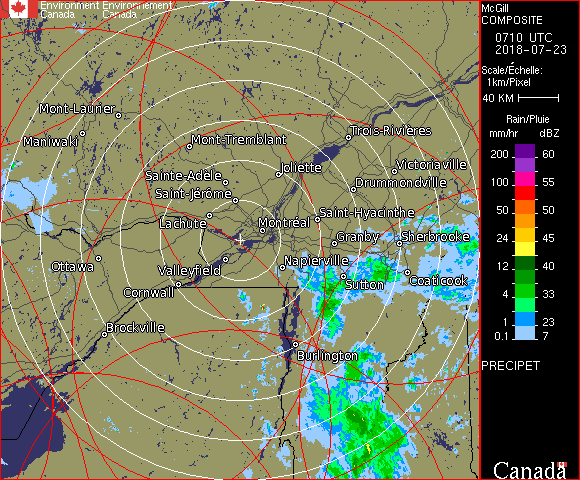 Environment Environnement
Canada Canada
McGill
COMPOSITE
0710 UTC
2018-07-23
Scale/Échelle:
1km/Pixel
40 KM
Rain/Pluie
mm/hr dBZ
200 60
150 55
100 55
50 50
24 45
12 40
4 33
1 23
0.1 7
PRECIPET
Canada
Mont-Laurier
Maniwaki
Mont-Tremblant
Trois-Rivières
Joliette
Victoriaville
Sainte-Adèle
Drummondville
Saint-Jérôme
Lachute
Saint-Hyacinthe
Montréal
Granby
Sherbrooke
Ottawa
Valleyfield
Napierville
Coaticook
Sutton
Cornwall
Brockville
Burlington